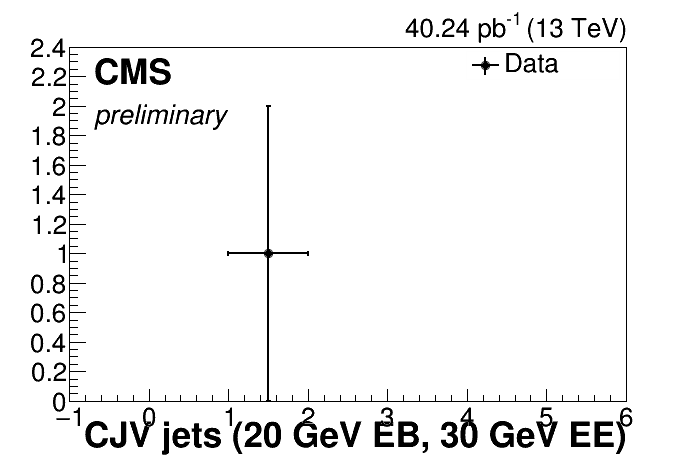 40.24 pb-1 (13 TeV)
CMS
Data
preliminary
2.4
2.2
2
1.8
1.6
1.4
1.2
1
0.8
0.6
0.4
0.2
0
−1 0 1 2 3 4 5 6
CJV jets (20 GeV EB, 30 GeV EE)